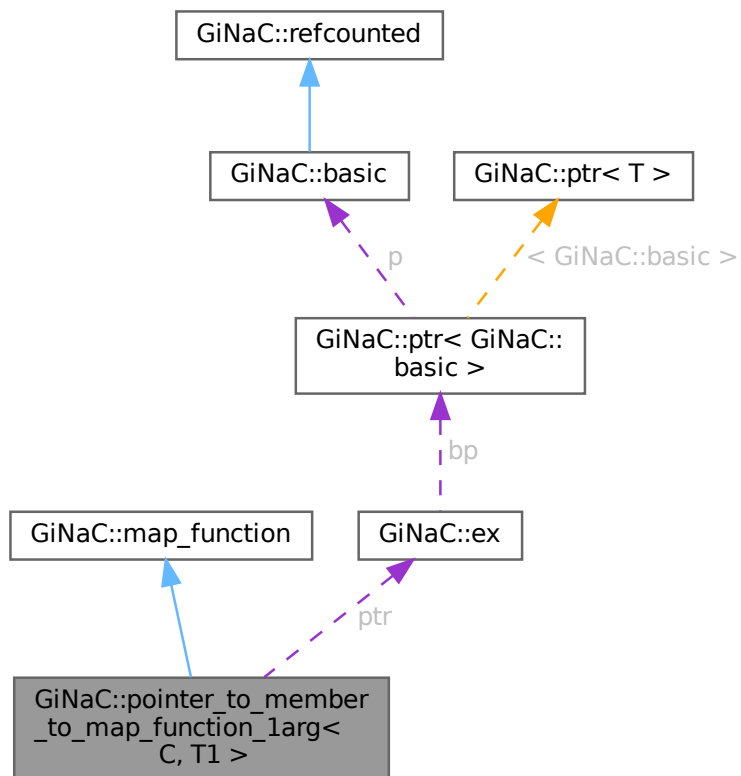 GiNaC::refcounted
GiNaC::basic
GiNaC::ptr< T >
p
< GiNaC::basic >
GiNaC::ptr< GiNaC::
basic >
bp
GiNaC::map_function
GiNaC::ex
ptr
GiNaC::pointer_to_member
_to_map_function_1arg<
C, T1 >